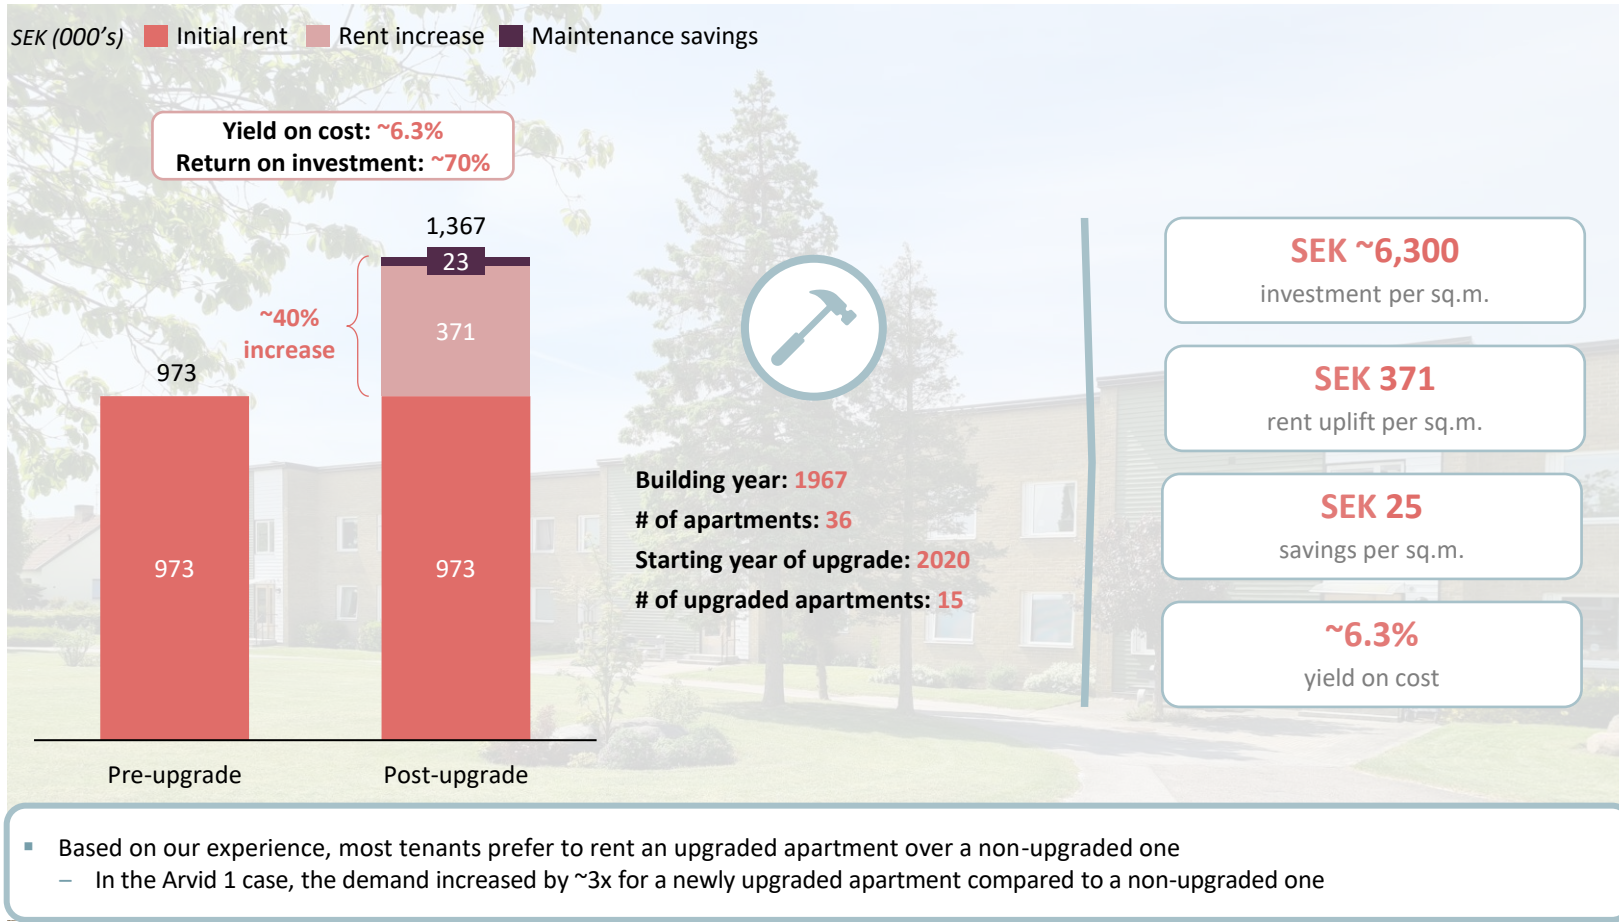 SEK (000's) Initial rent Rent increase Maintenance savings
Yield on cost: ~6.3%
Return on investment: ~70%
1,367
23
~40%
increase
371
973
973
973
Pre-upgrade
Post-upgrade
Building year: 1967
# of apartments: 36
Starting year of upgrade: 2020
# of upgraded apartments: 15
SEK ~6,300
investment per sq.m.
SEK 371
rent uplift per sq.m.
SEK 25
savings per sq.m.
~6.3%
yield on cost
▪ Based on our experience, most tenants prefer to rent an upgraded apartment over a non-upgraded one
– In the Arvid 1 case, the demand increased by ~3x for a newly upgraded apartment compared to a non-upgraded one